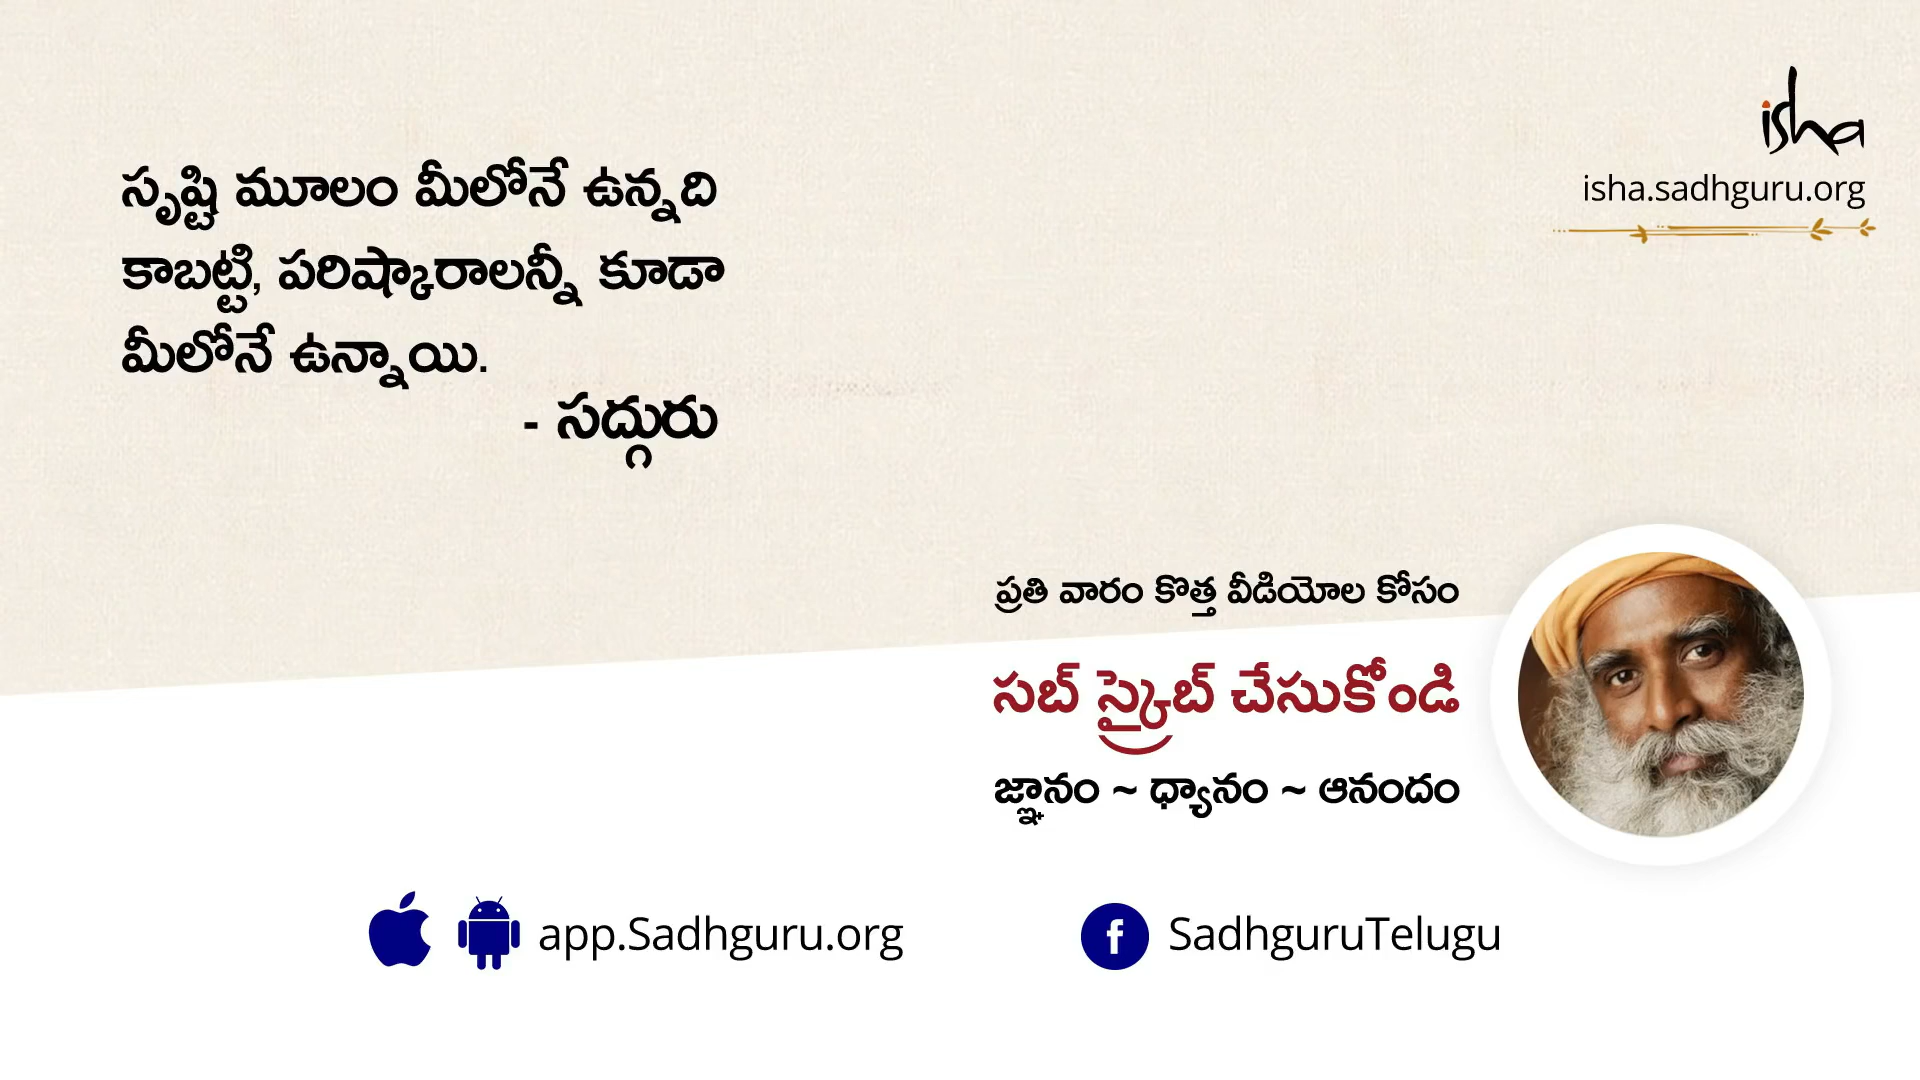 isha
isha.sadhguru.org
సృష్టి మూలం మీలోనే ఉన్నది
కాబట్టి, పరిష్కారాలన్నీ కూడా
మీలోనే ఉన్నాయి.
- సద్గురు
ప్రతి వారం కొత్త వీడియోల కోసం
సబ్ స్క్రైబ్ చేసుకోండి
జ్ఞానం ~ ధ్యానం ~ ఆనందం
app.Sadhguru.org
SadhguruTelugu